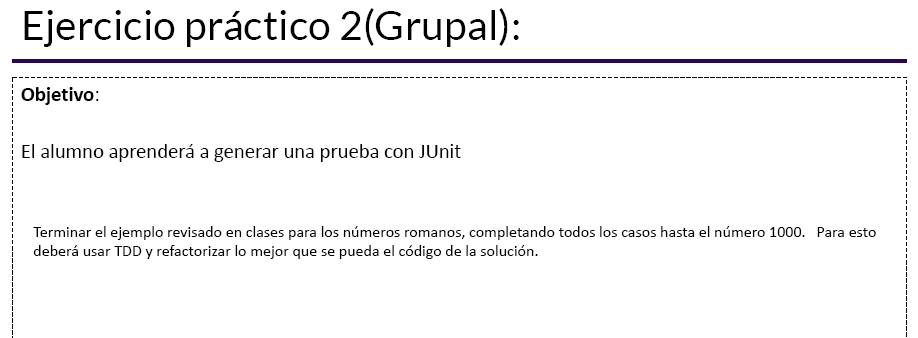 Ejercicio práctico 2(Grupal):
Objetivo:
El alumno aprenderá a generar una prueba con JUnit
Terminar el ejemplo revisado en clases para los números romanos, completando todos los casos hasta el número 1000. Para esto
deberá usar TDD y refactorizar lo mejor que se pueda el código de la solución.